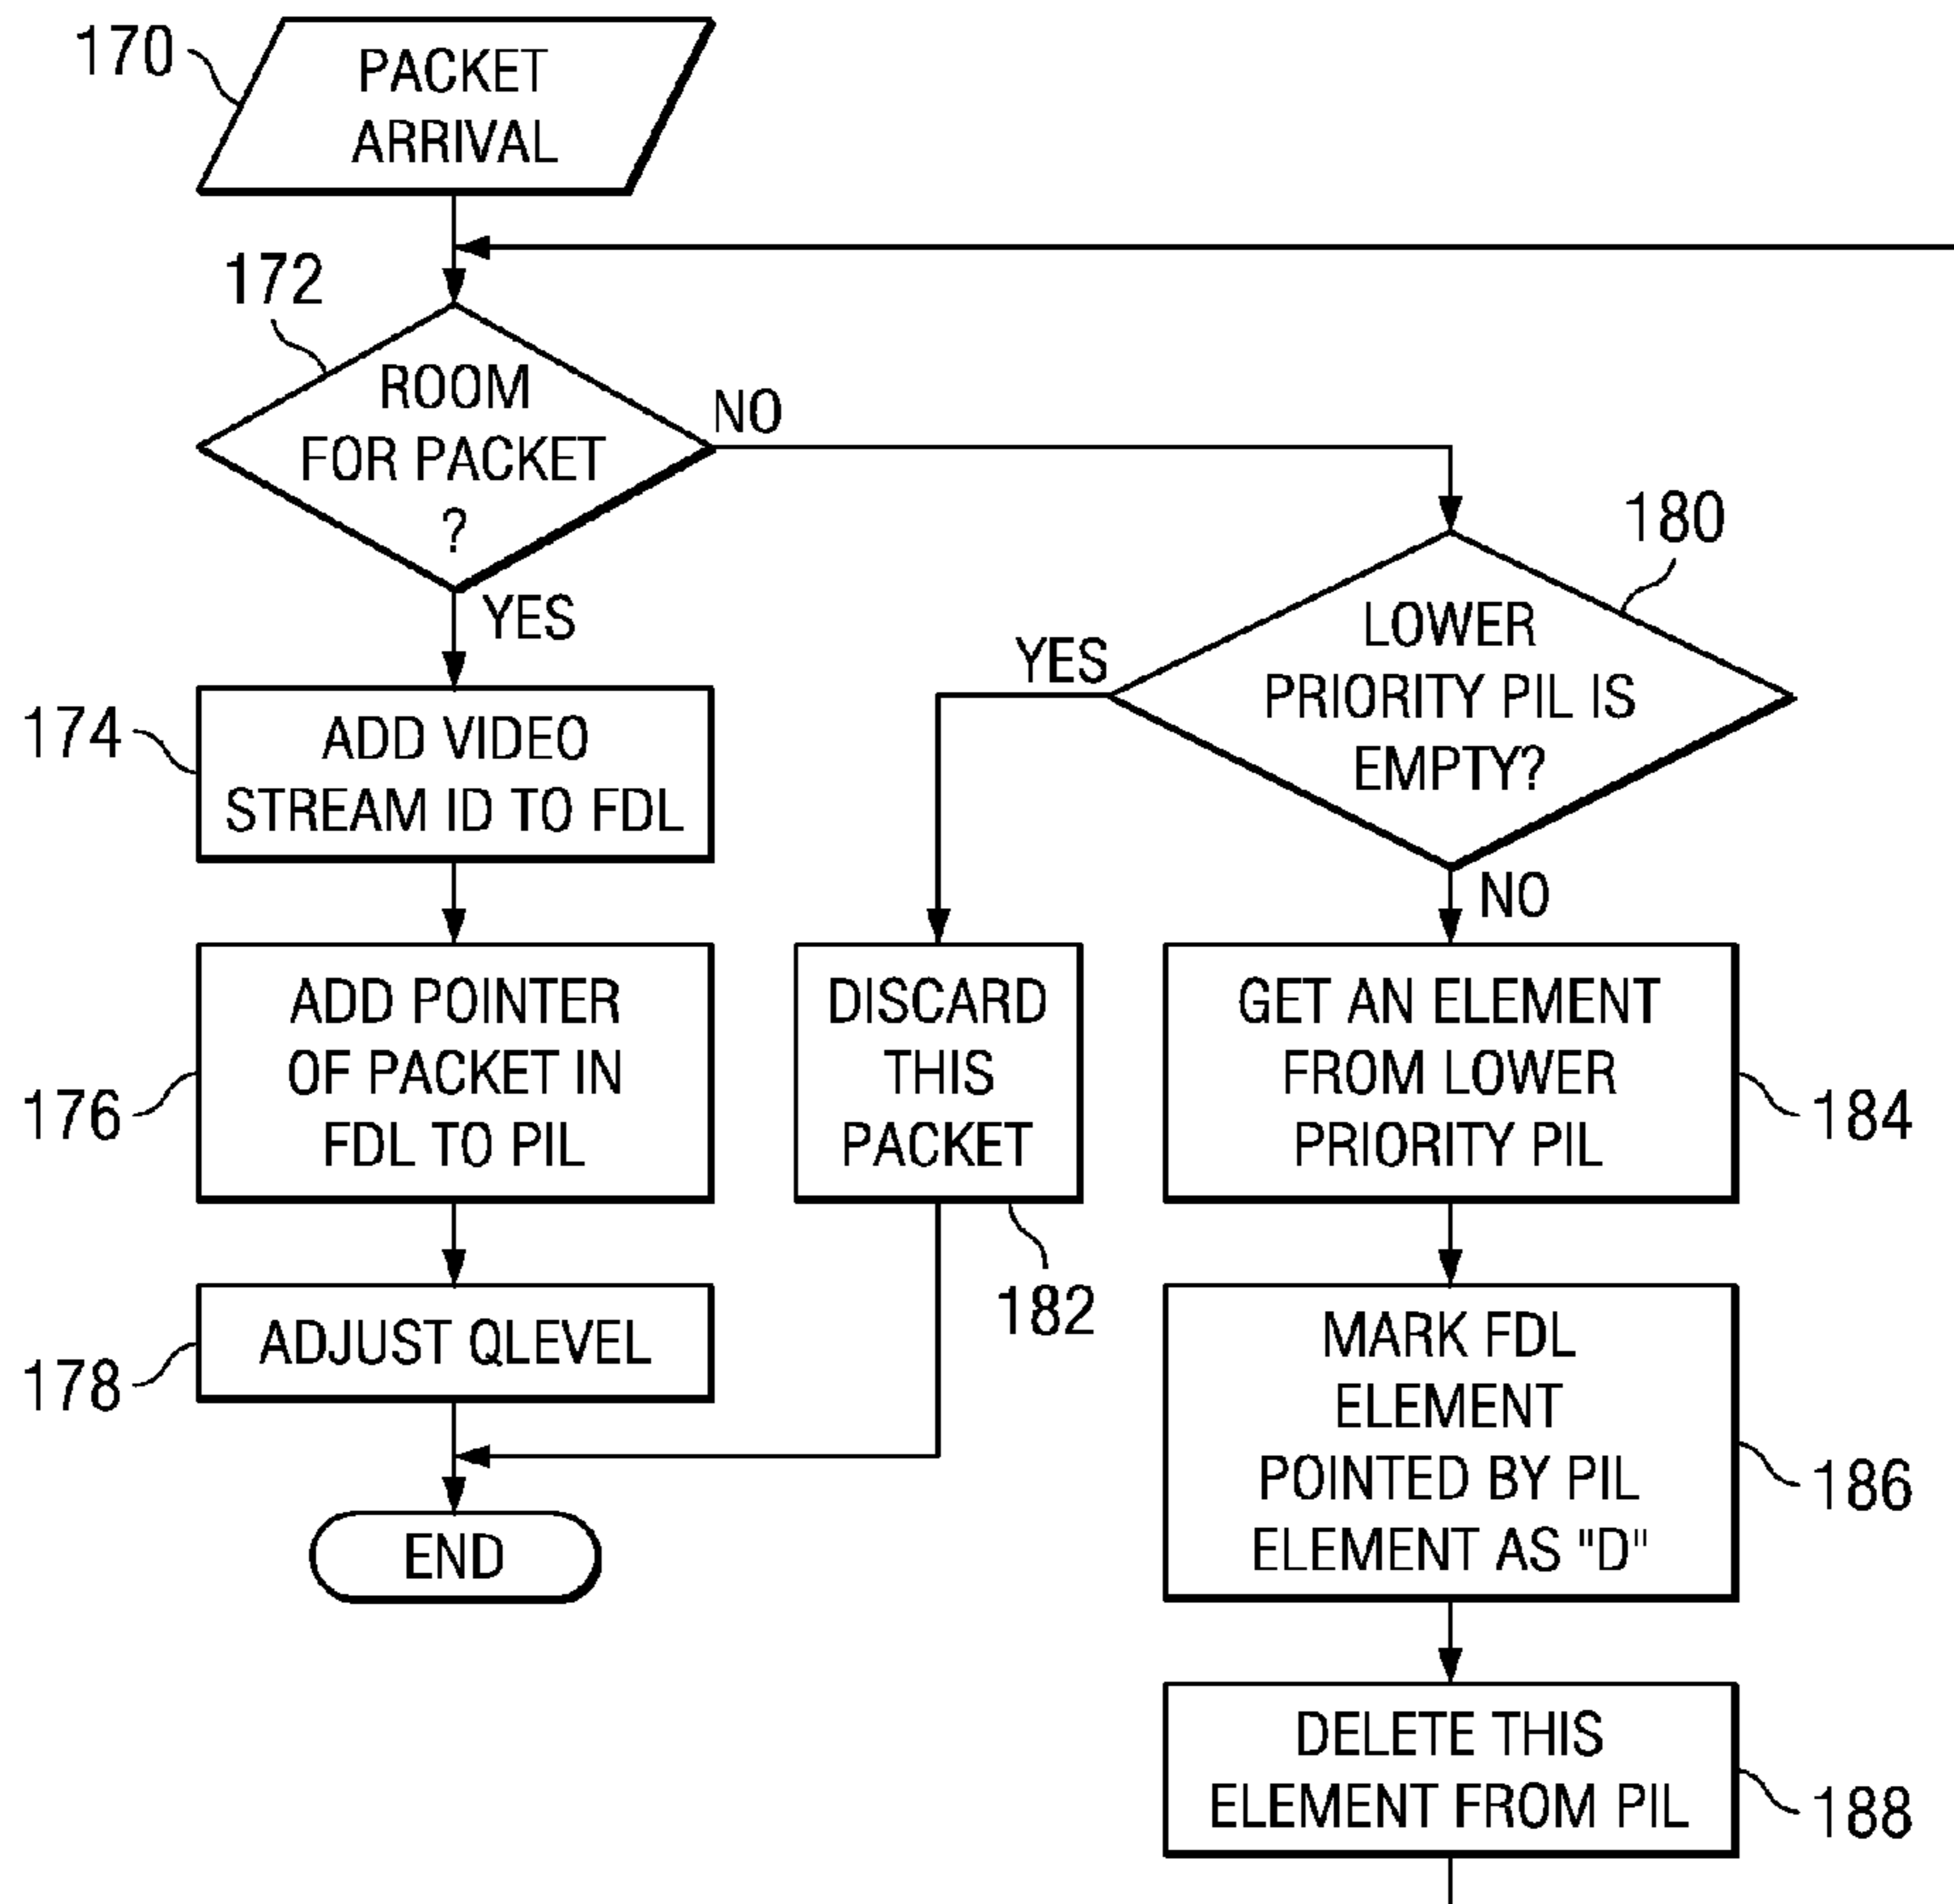 170
PACKET
ARRIVAL
172
ROOM
FOR PACKET
?
NO
YES
180
LOWER
PRIORITY PIL IS
EMPTY?
YES
NO
174
ADD VIDEO
STREAM ID TO FDL
176
ADD POINTER
OF PACKET IN
FDL TO PIL
178
ADJUST QLEVEL
END
DISCARD
THIS
PACKET
182
GET AN ELEMENT
FROM LOWER
PRIORITY PIL
184
MARK FDL
ELEMENT
POINTED BY PIL
ELEMENT AS "D"
186
DELETE THIS
ELEMENT FROM PIL
188